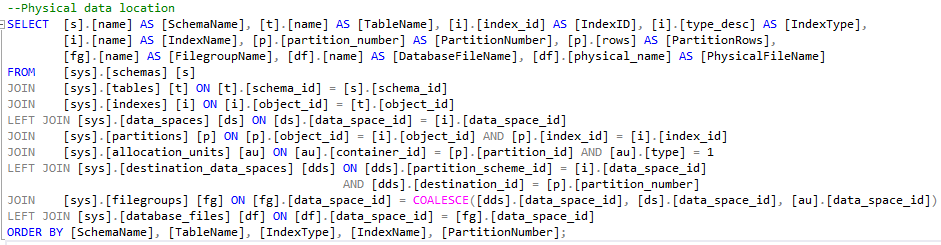 --Physical data location
SELECT [s].[name] AS [SchemaName], [t].[name] AS [TableName], [i].[index_id] AS [IndexID], [i].[type_desc] AS [IndexType],
[i].[name] AS [IndexName], [p].[partition_number] AS [PartitionNumber], [p].[rows] AS [PartitionRows],
[fg].[name] AS [FilegroupName], [df].[name] AS [DatabaseFileName], [df].[physical_name] AS [PhysicalFileName]
FROM [sys].[schemas] [s]
JOIN [sys].[tables] [t] ON [t].[schema_id] = [s].[schema_id]
JOIN [sys].[indexes] [i] ON [i].[object_id] = [t].[object_id]
LEFT JOIN [sys].[data_spaces] [ds] ON [ds].[data_space_id] = [i].[data_space_id]
JOIN [sys].[partitions] [p] ON [p].[object_id] = [i].[object_id] AND [p].[index_id] = [i].[index_id]
JOIN [sys].[allocation_units] [au] ON [au].[container_id] = [p].[partition_id] AND [au].[type] = 1
LEFT JOIN [sys].[destination_data_spaces] [dds] ON [dds].[partition_scheme_id] = [i].[data_space_id]
AND [dds].[destination_id] = [p].[partition_number]
JOIN [sys].[filegroups] [fg] ON [fg].[data_space_id] = COALESCE([dds].[data_space_id], [ds].[data_space_id], [au].[data_space_id])
LEFT JOIN [sys].[database_files] [df] ON [df].[data_space_id] = [fg].[data_space_id]
ORDER BY [SchemaName], [TableName], [IndexType], [IndexName], [PartitionNumber];